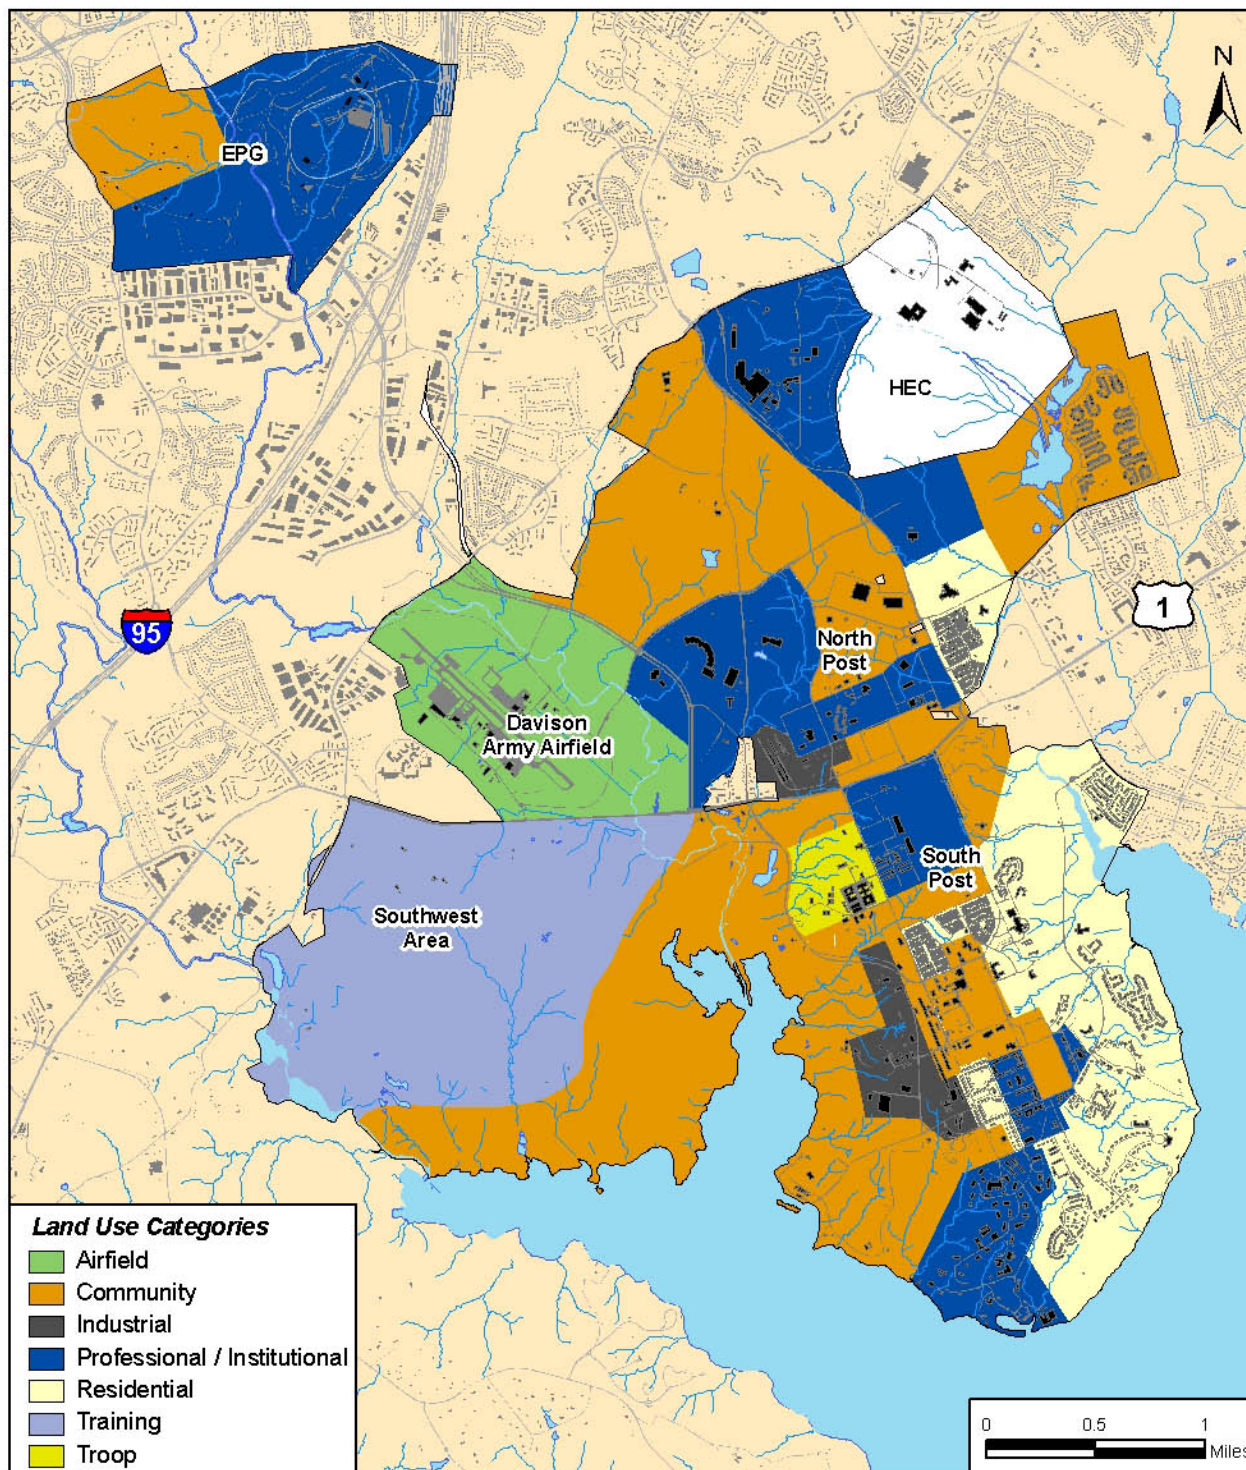 N
EPG
HEC
1
95
North
Post
Davison
Army Airfield
South
Post
Southwest
Area
Land Use Categories
Airfield
Community
Industrial
Professional / Institutional
Residential
Training
Troop
0 0.5 1
Miles